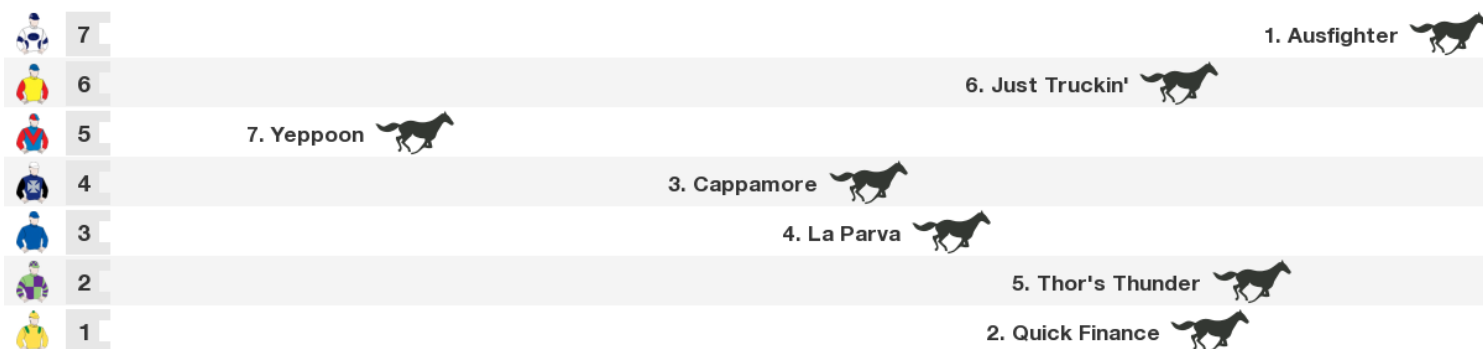 7 1. Ausfighter
6 6. Just Truckin'
5 7. Yeppoon
4 3. Cappamore
3 4. La Parva
2 5. Thor's Thunder
1 2. Quick Finance